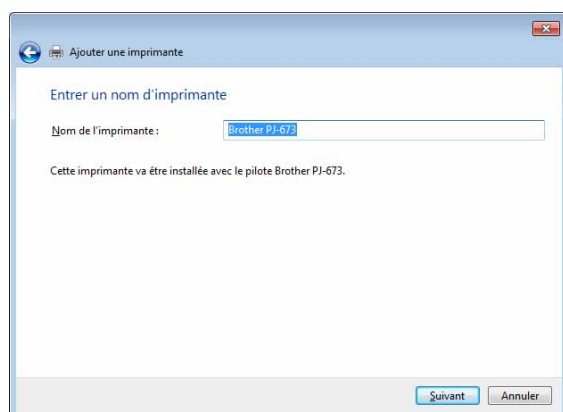 Ajouter une imprimante
Entrer un nom d'imprimante
Nom de l'imprimante : Brother PJ-673
Cette imprimante va être installée avec le pilote Brother PJ-673.
Suivant Annuler